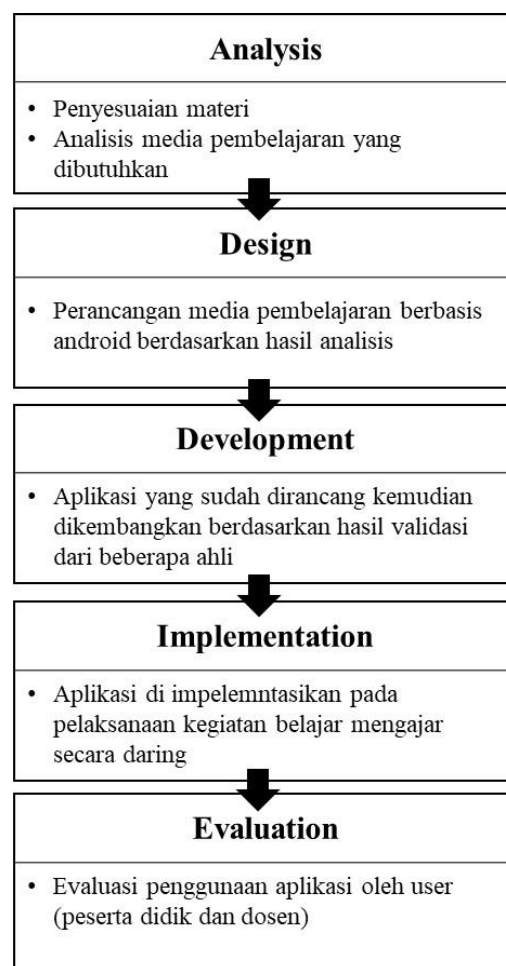 Analysis
• Penyesuaian materi
• Analisis media pembelajaran yang
dibutuhkan
Design
• Perancangan media pembelajaran berbasis
android berdasarkan hasil analisis
Development
• Aplikasi yang sudah dirancang kemudian
dikembangkan berdasarkan hasil validasi
dari beberapa ahli
Implementation
• Aplikasi di impelemntasikan pada
pelaksanaan kegiatan belajar mengajar
secara daring
Evaluation
• Evaluasi penggunaan aplikasi oleh user
(peserta didik dan dosen)